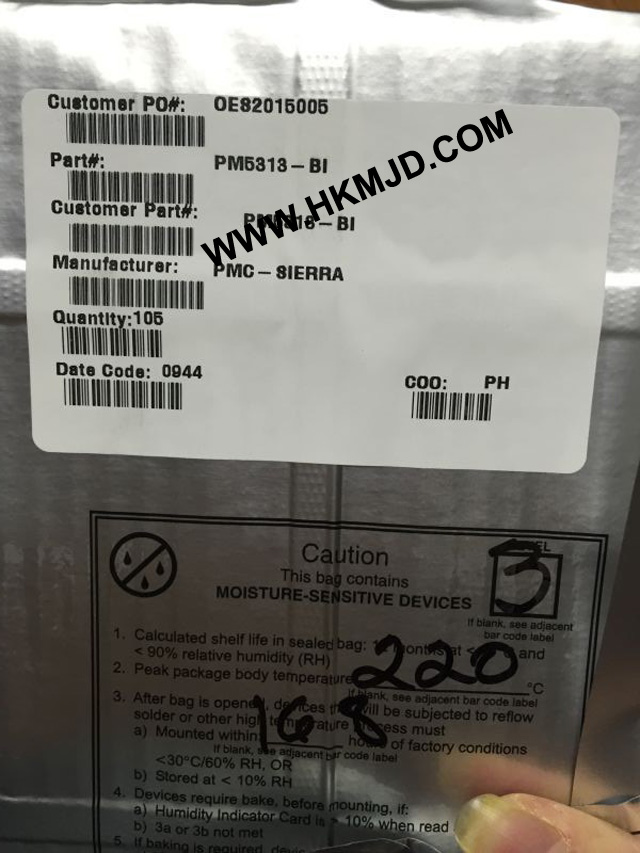 Customer PO#: OE82015005
Part#: PM5313-BI
Customer Part#: PM5313-BI
WWW.HKMJD.COM
Manufacturer: PMC-SIERRA
Quantity:105
Date Code: 0944
COO: PH
Caution
This bag contains
MOISTURE-SENSITIVE DEVICES
3
If blank, see adjacent
bar code label
1. Calculated shelf life in sealed bag: at < and
< 90% relative humidity (RH)
2. Peak package body temperature 220 °C
If blank, see adjacent bar code label
3. After bag is opened, devices will be subjected to reflow
solder or other high temperature process must
a) Mounted within 168 hours of factory conditions
If blank, see adjacent bar code label
<30°C/60% RH, OR
b) Stored at < 10% RH
4. Devices require bake, before mounting, if:
a) Humidity Indicator Card is > 10% when read
b) 3a or 3b not met
5. If baking is required,